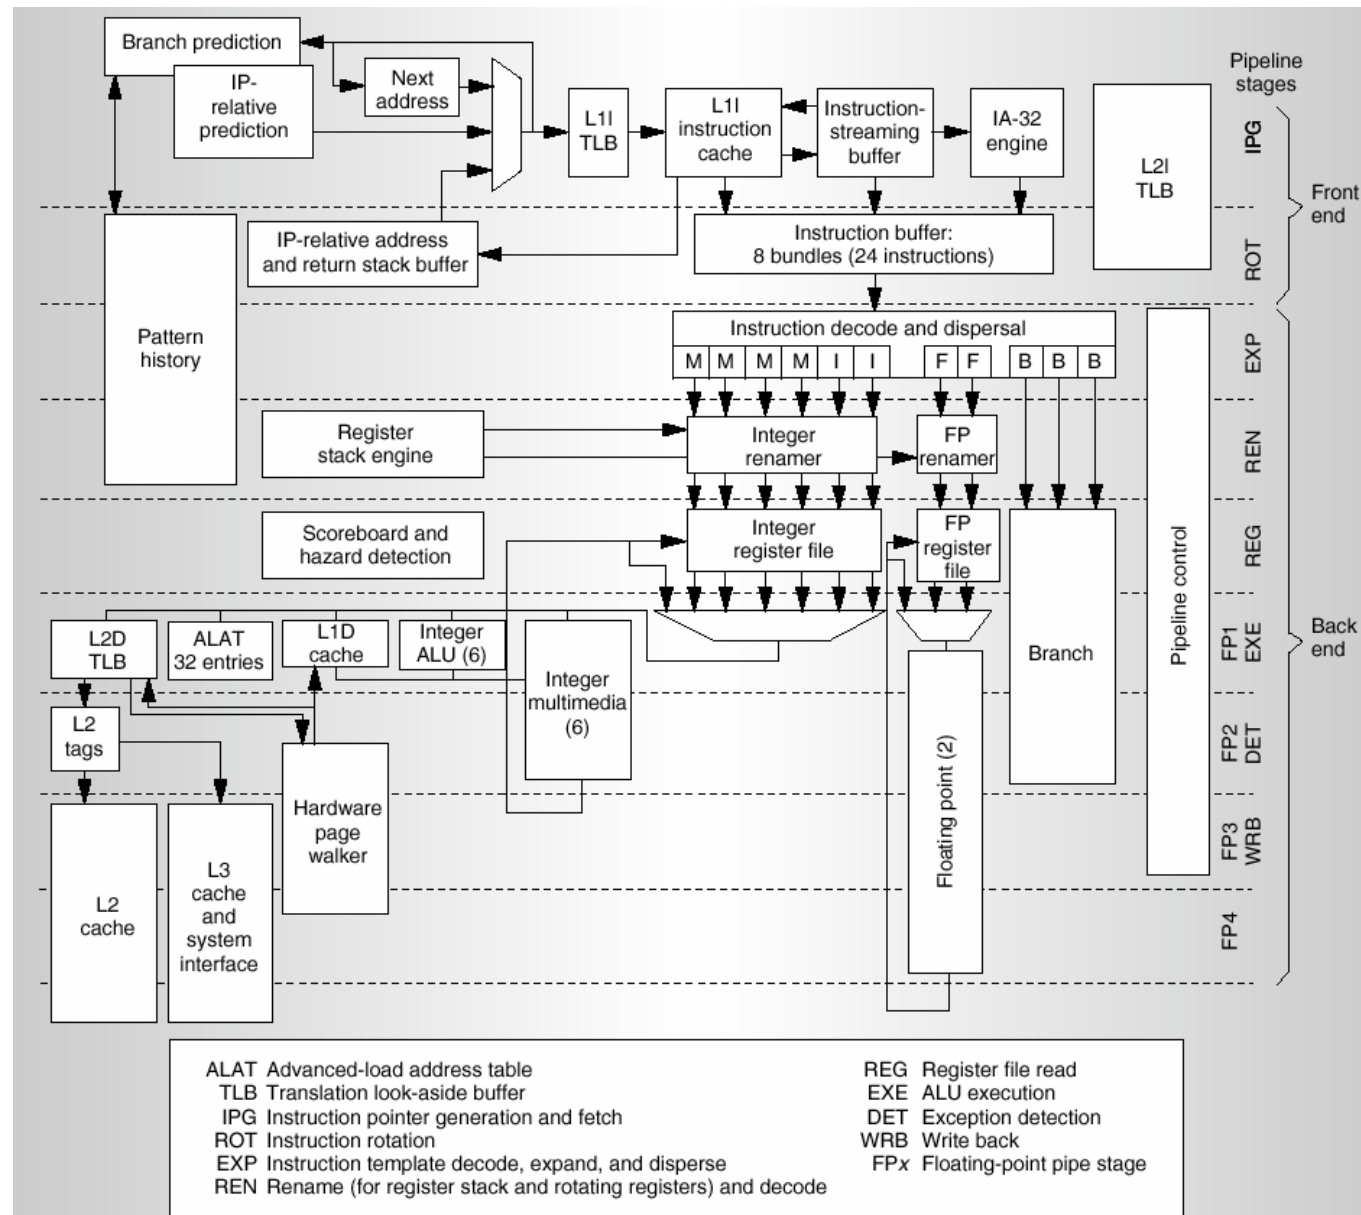 Branch prediction
IP-
relative
prediction
Next
address
L1I
TLB
L1I
instruction
cache
Instruction-
streaming
buffer
IA-32
engine
L2I
TLB
Pipeline
stages
IPG
Front
end
IP-relative address
and return stack buffer
Instruction buffer:
8 bundles (24 instructions)
ROT
Pattern
history
Instruction decode and dispersal
M M M M I I F F B B B
EXP
Register
stack engine
Integer
renamer
FP
renamer
REN
Scoreboard and
hazard detection
Integer
register file
FP
register
file
REG
Pipeline control
L2D
TLB
ALAT
32 entries
L1D
cache
Integer
ALU (6)
Integer
multimedia
(6)
Floating point (2)
Branch
FP1
EXE
Back
end
L2
tags
Hardware
page
walker
FP2
DET
L2
cache
L3
cache
and
system
interface
FP3
WRB
FP4
ALAT Advanced-load address table
TLB Translation look-aside buffer
IPG Instruction pointer generation and fetch
ROT Instruction rotation
EXP Instruction template decode, expand, and disperse
REN Rename (for register stack and rotating registers) and decode
REG Register file read
EXE ALU execution
DET Exception detection
WRB Write back
FPx Floating-point pipe stage